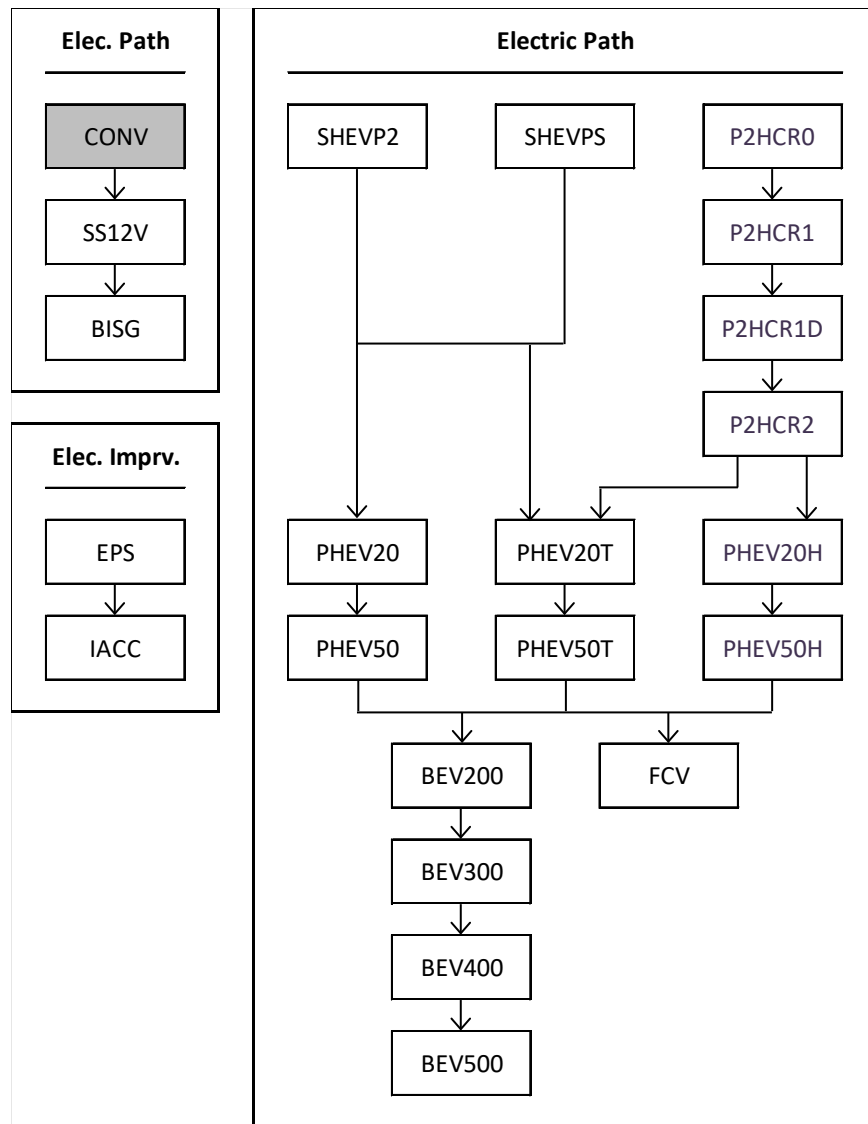 Elec. Path
CONV
SS12V
BISG
Elec. Imprv.
EPS
IACC
Electric Path
SHEVP2
SHEVPS
P2HCR0
P2HCR1
P2HCR1D
P2HCR2
PHEV20
PHEV20T
PHEV20H
PHEV50
PHEV50T
PHEV50H
BEV200
FCV
BEV300
BEV400
BEV500